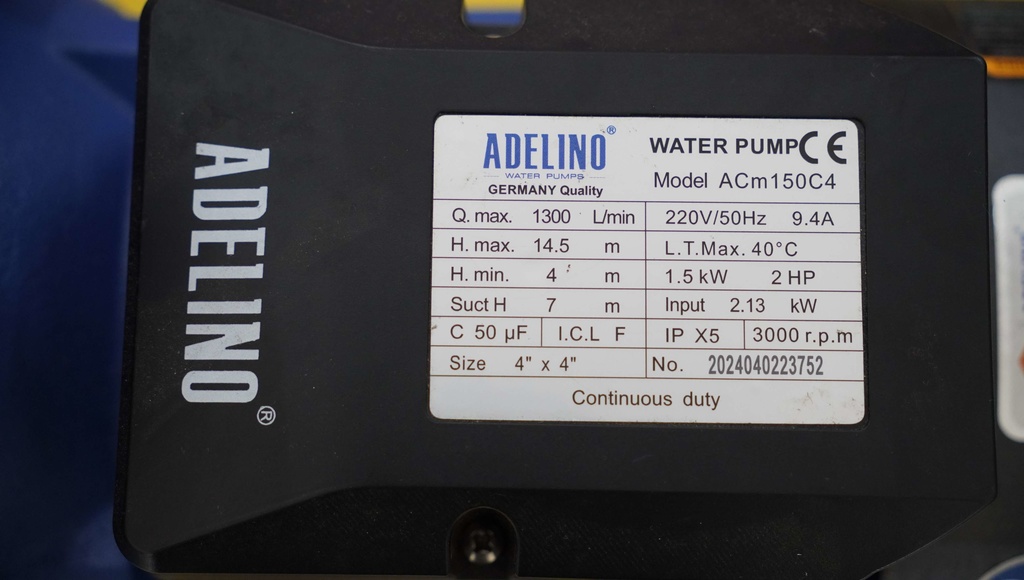 ADELINO®
ADELINO® WATER PUMP CE
WATER PUMPS
GERMANY Quality Model ACm150C4
Q. max. 1300 L/min 220V/50Hz 9.4A
H. max. 14.5 m L.T.Max. 40°C
H. min. 4 m 1.5 kW 2 HP
Suct H 7 m Input 2.13 kW
C 50 µF I.C.L F IP X5 3000 r.p.m
Size 4" x 4" No. 2024040223752
Continuous duty